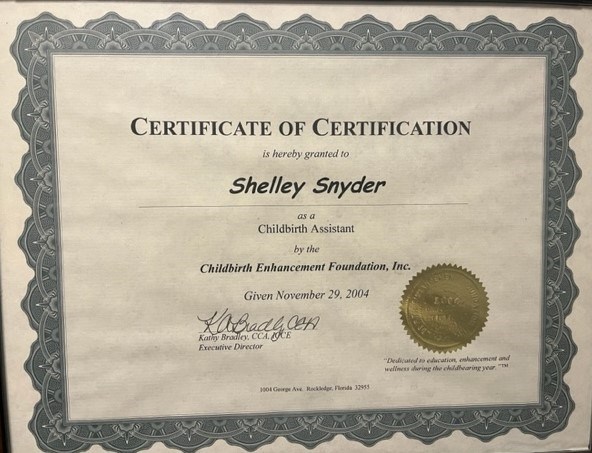 CERTIFICATE OF CERTIFICATION
is hereby granted to
Shelley Snyder
as a
Childbirth Assistant
by the
Childbirth Enhancement Foundation, Inc.
Given November 29, 2004
K A Bradley, CCA
Kathy Bradley, CCA,
Executive Director
"Dedicated to education, enhancement and
wellness during the childbearing year."™
1004 George Ave. Rockledge, Florida 32955